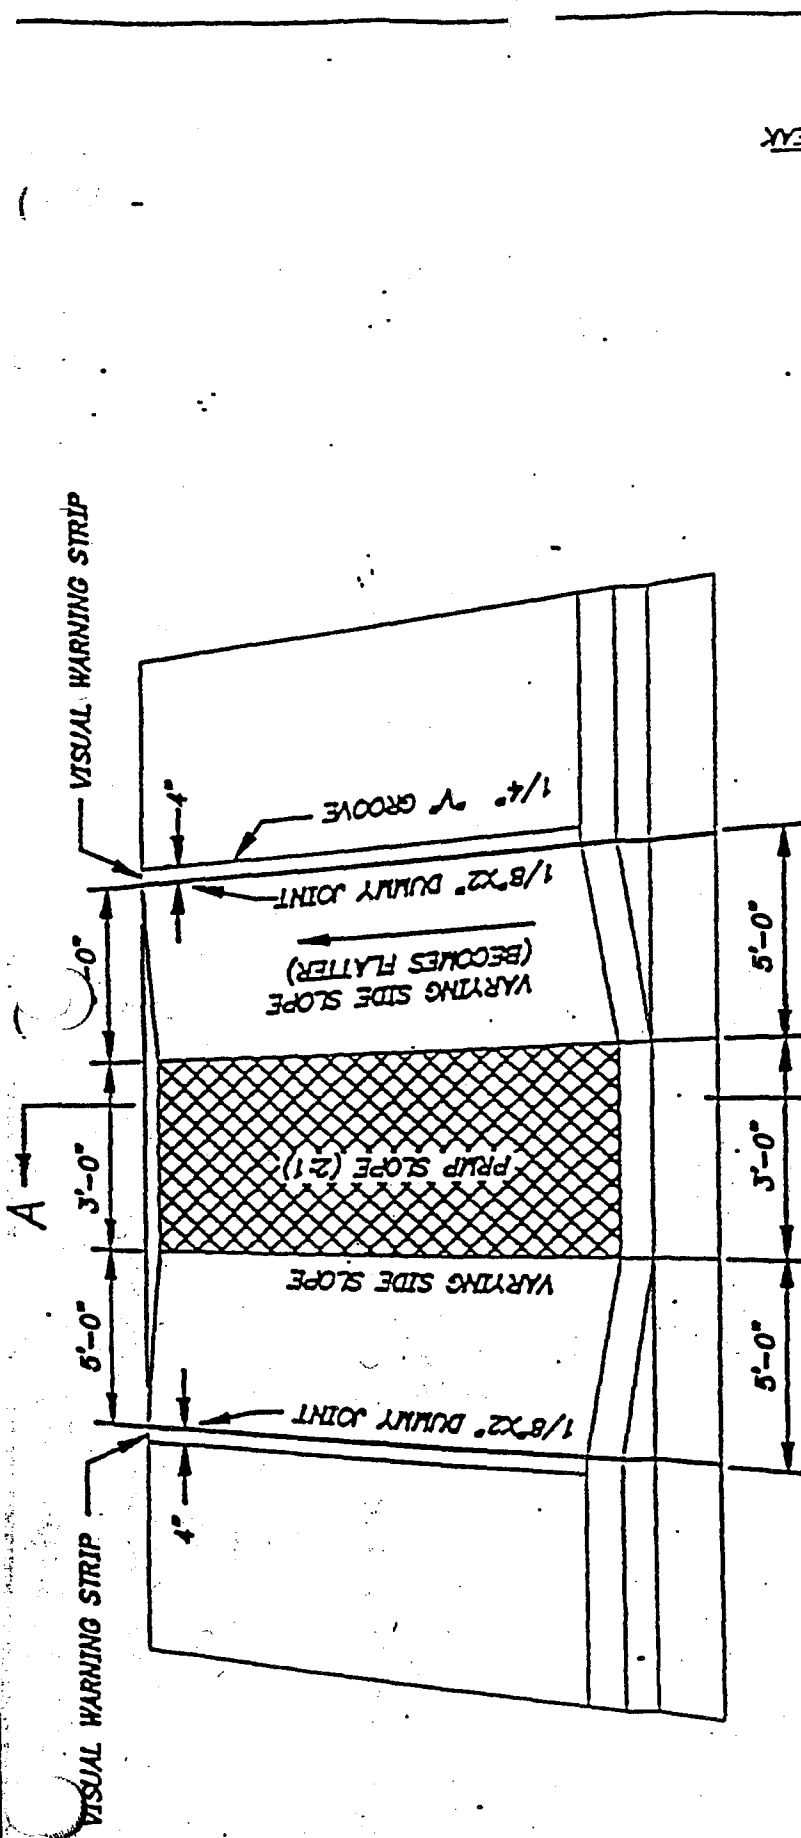 VISUAL WARNING STRIP
4"
1/4" "V" GROOVE
1/8"X2" DUMMY JOINT
VARYING SIDE SLOPE
(BECOMES FLATTER)
-0"
5'-0"
A
3'-0"
(2:1)
SLOPE
3'-0"
VARYING SIDE SLOPE
5'-0"
5'-0"
1/8"X2" DUMMY JOINT
4"
VISUAL WARNING STRIP